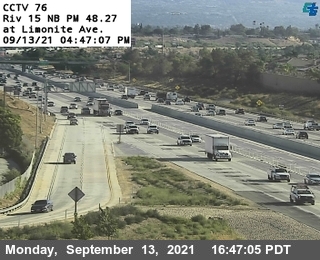 CCTV 76
Riv 15 NB PM 48.27
at Limonite Ave.
09/13/21 04:47:07 PM
Monday, September 13, 2021 16:47:05 PDT